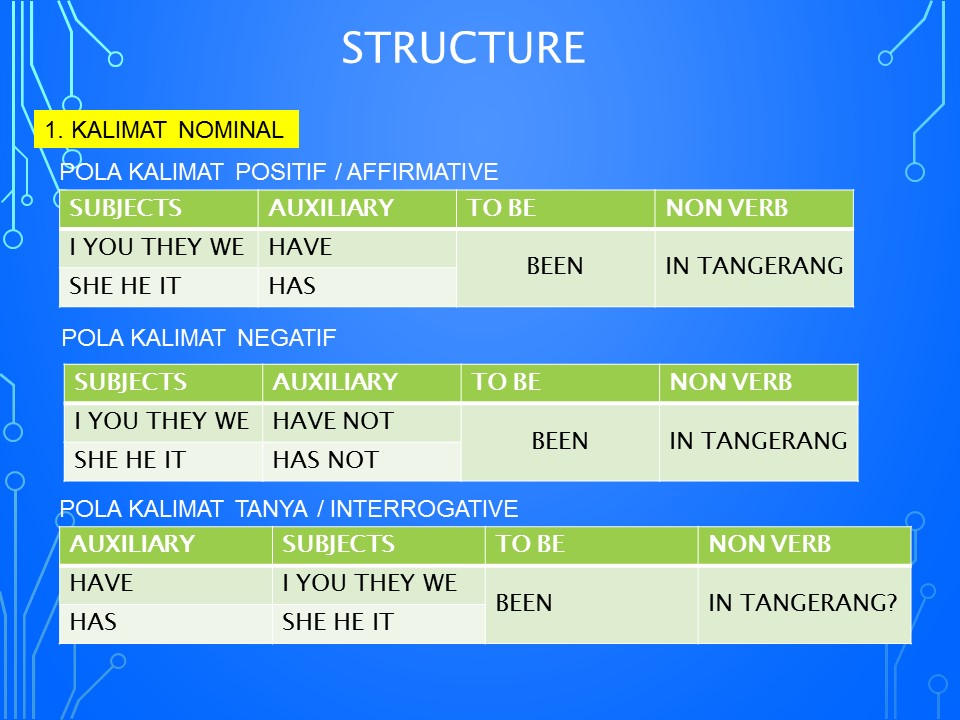 STRUCTURE
1. KALIMAT NOMINAL
POLA KALIMAT POSITIF / AFFIRMATIVE
SUBJECTS AUXILIARY TO BE NON VERB
I YOU THEY WE HAVE
BEEN IN TANGERANG
SHE HE IT HAS
POLA KALIMAT NEGATIF
SUBJECTS AUXILIARY TO BE NON VERB
I YOU THEY WE HAVE NOT
BEEN IN TANGERANG
SHE HE IT HAS NOT
POLA KALIMAT TANYA / INTERROGATIVE
AUXILIARY SUBJECTS TO BE NON VERB
HAVE I YOU THEY WE
BEEN IN TANGERANG?
HAS SHE HE IT